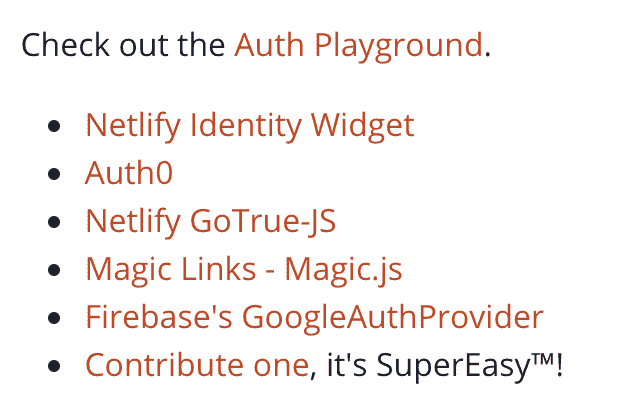 Check out the Auth Playground.
Netlify Identity Widget
Auth0
Netlify GoTrue-JS
Magic Links - Magic.js
Firebase's GoogleAuthProvider
Contribute one, it's SuperEasy™!